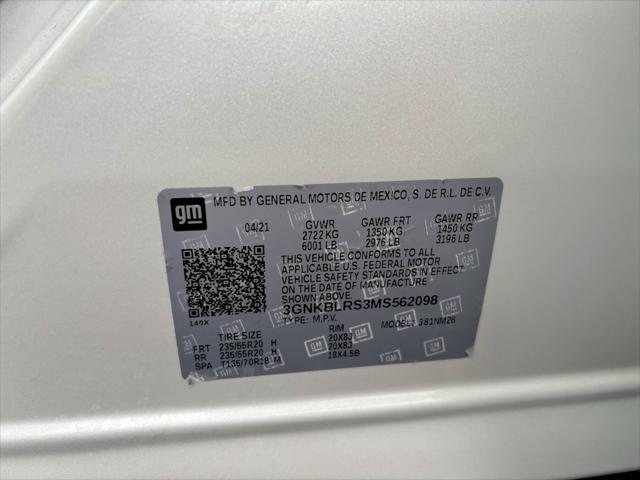 MFD BY GENERAL MOTORS DE MEXICO, S. DE R.L. DE C.V.
gm
04/21 GVWR GAWR FRT GAWR RR
2722 KG 1350 KG 1450 KG
6001 LB 2976 LB 3196 LB
THIS VEHICLE CONFORMS TO ALL
APPLICABLE U.S. FEDERAL MOTOR
VEHICLE SAFETY STANDARDS IN EFFECT
ON THE DATE OF MANUFACTURE
SHOWN ABOVE.
3GNKBLRS3MS562098
TYPE: M.P.V. MODEL: 381NM26
149X
TIRE SIZE RIM
FRT 235/55R20 H 20X8J
RR 235/55R20 H 20X8J
SPA T135/70R18 M 18X4.5B